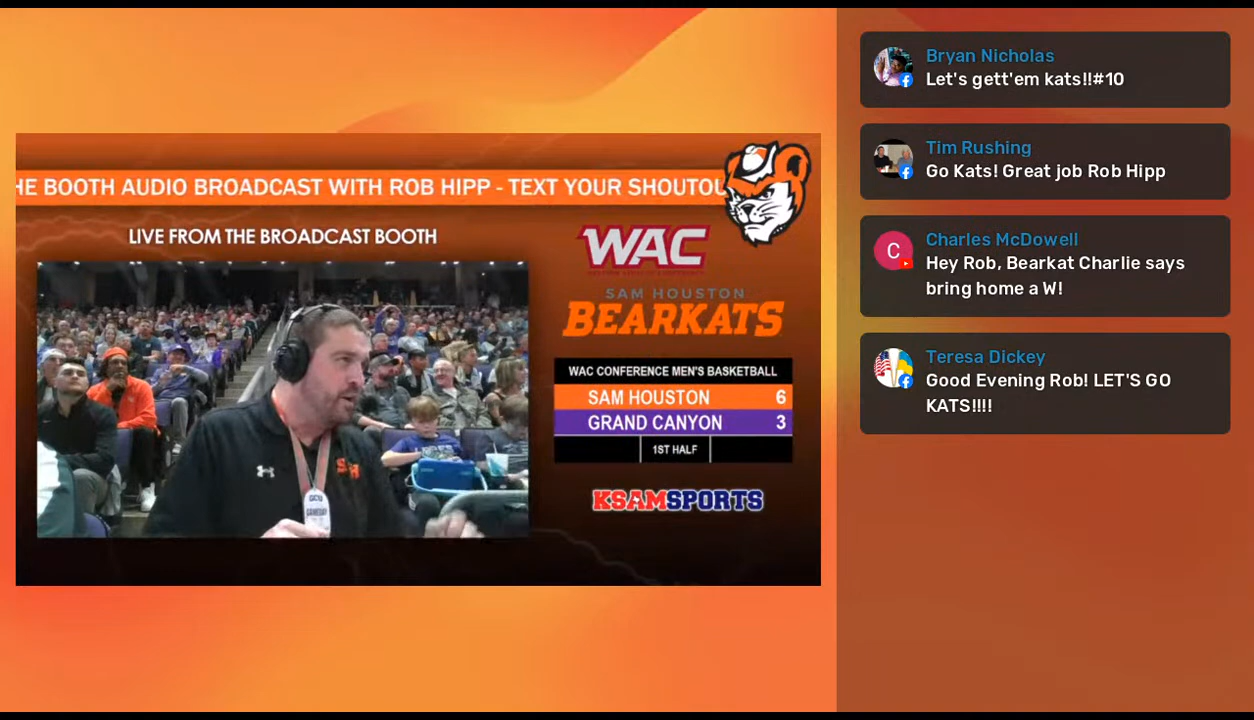 HE BOOTH AUDIO BROADCAST WITH ROB HIPP - TEXT YOUR SHOUTOU
LIVE FROM THE BROADCAST BOOTH
WAC
SAM HOUSTON
BEARKATS
WAC CONFERENCE MEN'S BASKETBALL
SAM HOUSTON 6
GRAND CANYON 3
1ST HALF
KSAMSPORTS
GCU
Bryan Nicholas
Let's gett'em kats!!#10
Tim Rushing
Go Kats! Great job Rob Hipp
C
Charles McDowell
Hey Rob, Bearkat Charlie says
bring home a W!
Teresa Dickey
Good Evening Rob! LET'S GO
KATS!!!!